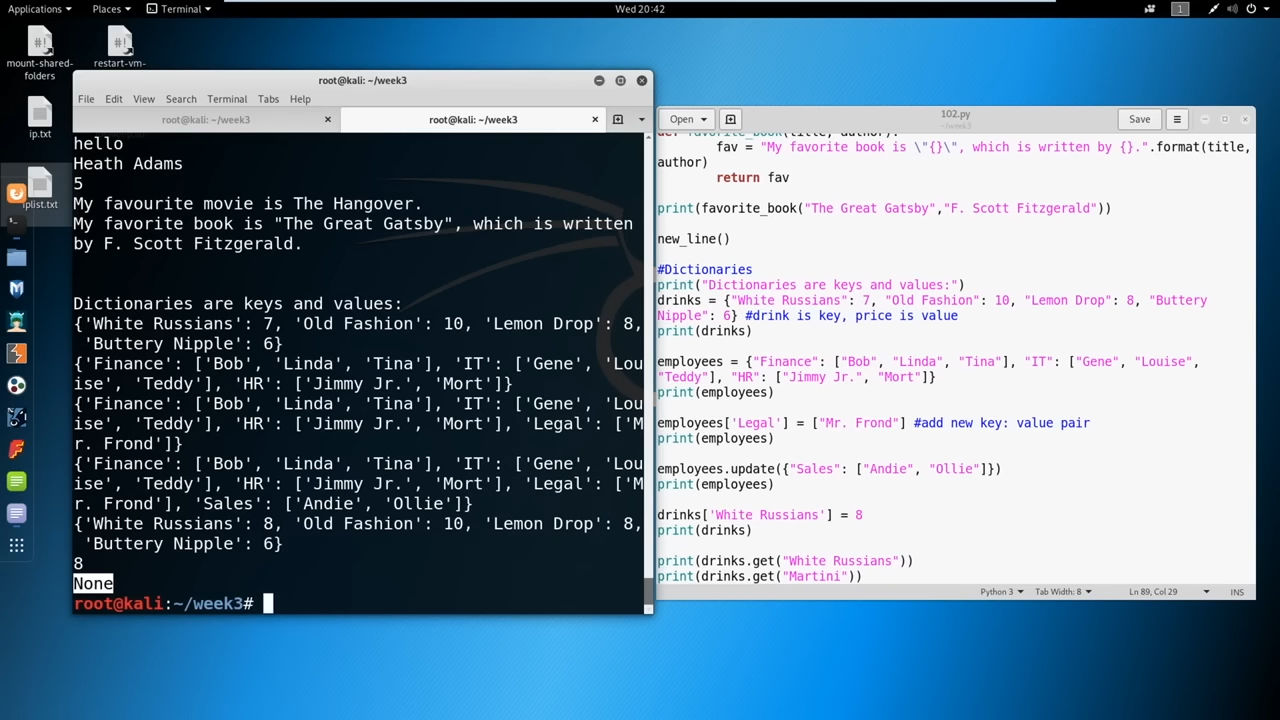 Applications Places Terminal Wed 20:42 1
#! #!
mount-shared-
folders
restart-vm-
ip.txt
iplist.txt
root@kali: ~/week3
File Edit View Search Terminal Tabs Help
root@kali: ~/week3 root@kali: ~/week3
hello
Heath Adams
5
My favourite movie is The Hangover.
My favorite book is "The Great Gatsby", which is written
by F. Scott Fitzgerald.
Dictionaries are keys and values:
{'White Russians': 7, 'Old Fashion': 10, 'Lemon Drop': 8,
'Buttery Nipple': 6}
{'Finance': ['Bob', 'Linda', 'Tina'], 'IT': ['Gene', 'Lou
ise', 'Teddy'], 'HR': ['Jimmy Jr.', 'Mort']}
{'Finance': ['Bob', 'Linda', 'Tina'], 'IT': ['Gene', 'Lou
ise', 'Teddy'], 'HR': ['Jimmy Jr.', 'Mort'], 'Legal': ['M
r. Frond']}
{'Finance': ['Bob', 'Linda', 'Tina'], 'IT': ['Gene', 'Lou
ise', 'Teddy'], 'HR': ['Jimmy Jr.', 'Mort'], 'Legal': ['M
r. Frond'], 'Sales': ['Andie', 'Ollie']}
{'White Russians': 8, 'Old Fashion': 10, 'Lemon Drop': 8,
'Buttery Nipple': 6}
8
None
root@kali:~/week3#
Open 102.py Save
~/week3
def favorite_book(title, author):
fav = "My favorite book is \"{}\", which is written by {}.".format(title,
author)
return fav
print(favorite_book("The Great Gatsby","F. Scott Fitzgerald"))
new_line()
#Dictionaries
print("Dictionaries are keys and values:")
drinks = {"White Russians": 7, "Old Fashion": 10, "Lemon Drop": 8, "Buttery
Nipple": 6} #drink is key, price is value
print(drinks)
employees = {"Finance": ["Bob", "Linda", "Tina"], "IT": ["Gene", "Louise",
"Teddy"], "HR": ["Jimmy Jr.", "Mort"]}
print(employees)
employees['Legal'] = ["Mr. Frond"] #add new key: value pair
print(employees)
employees.update({"Sales": ["Andie", "Ollie"]})
print(employees)
drinks['White Russians'] = 8
print(drinks)
print(drinks.get("White Russians"))
print(drinks.get("Martini"))
Python 3 Tab Width: 8 Ln 89, Col 29 INS